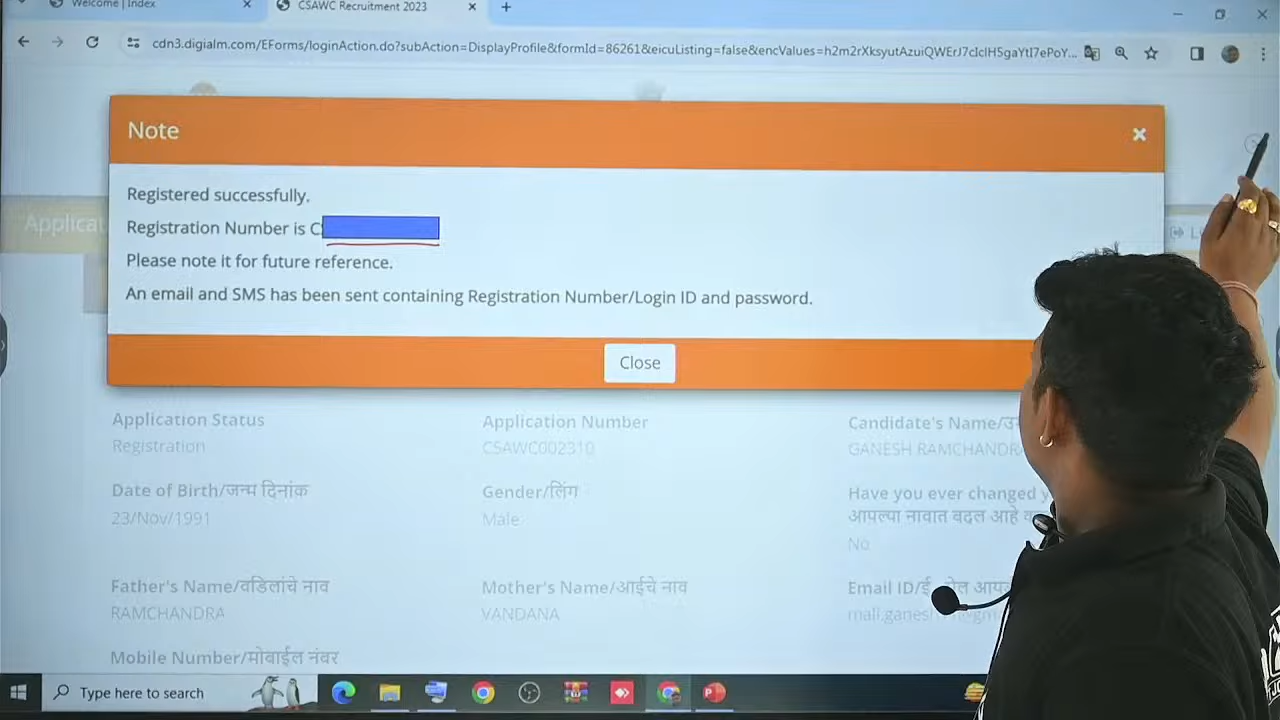 Welcome | Index
CSAWC Recruitment 2023
cdn3.digialm.com/EForms/loginAction.do?subAction=DisplayProfile&formId=86261&eicuListing=false&encValues=
Note
Registered successfully.
Registration Number is C
Please note it for future reference.
An email and SMS has been sent containing Registration Number/Login ID and password.
Close
Applicat
Application Status
Application Number
Candidate's Name/
Registration
CSAWC002310
GANESH RAMCHANDR
Date of Birth/जन्म दिनांक
Gender/लिंग
Have you ever changed y
23/Nov/1991
Male
आपल्या नावात बदल आहे
No
Father's Name/वडिलांचे नाव
Mother's Name/आईचे नाव
Email ID/ई
RAMCHANDRA
VANDANA
mali.ganesh
Mobile Number/मोबाईल नंबर
Type here to search